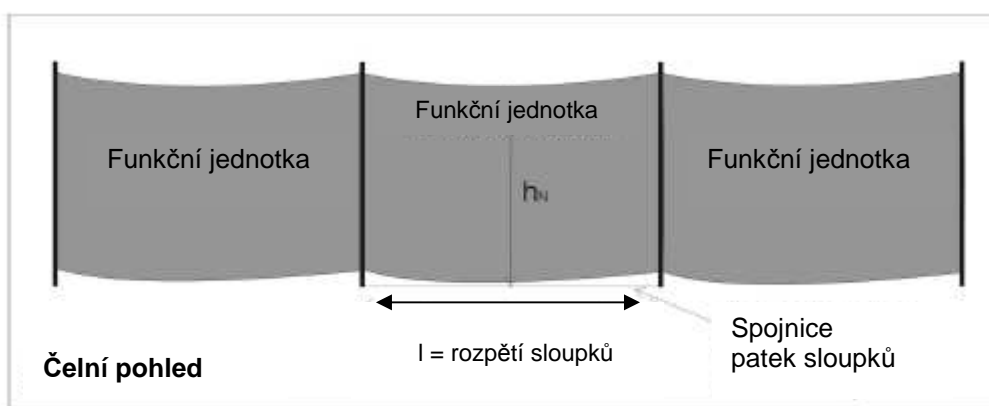 Funkční jednotka
Funkční jednotka
Funkční jednotka
hN
l = rozpětí sloupků
Spojnice
patek sloupků
Čelní pohled